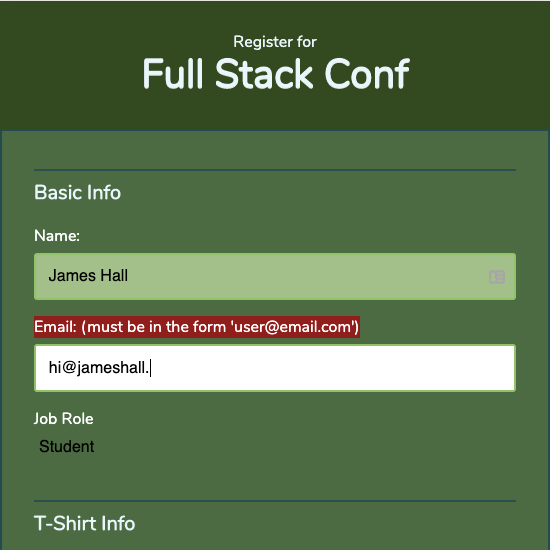 Register for
Full Stack Conf
Basic Info
Name:
James Hall
Email: (must be in the form 'user@email.com')
hi@jameshall.
Job Role
Student
T-Shirt Info